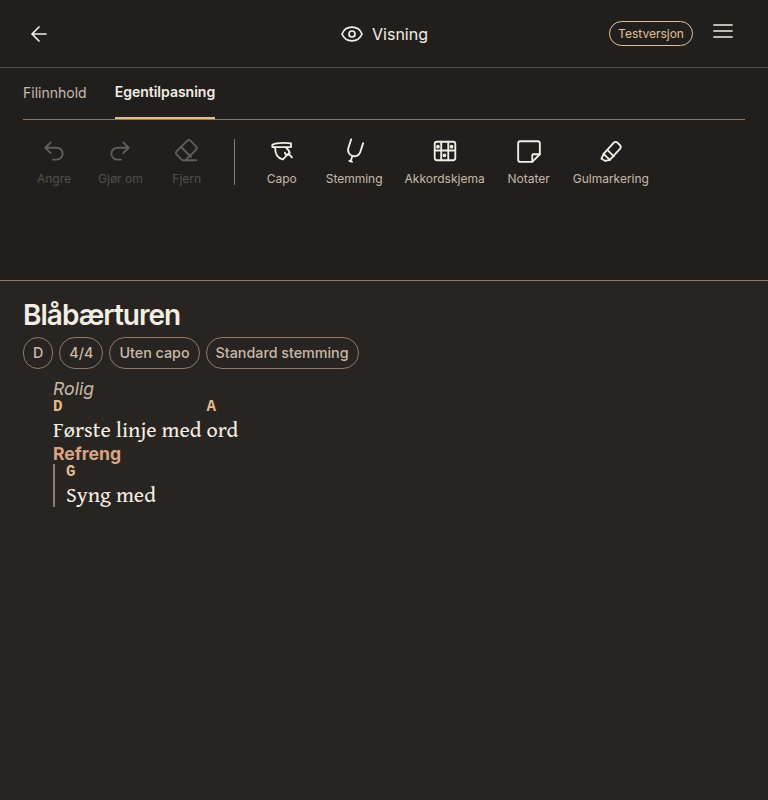 Visning
Testversjon
Filinnhold Egentilpasning
Angre Gjør om Fjern Capo Stemming Akkordskjema Notater Gulmarkering
Blåbærturen
D 4/4 Uten capo Standard stemming
Rolig
D A
Første linje med ord
Refreng
G
Syng med